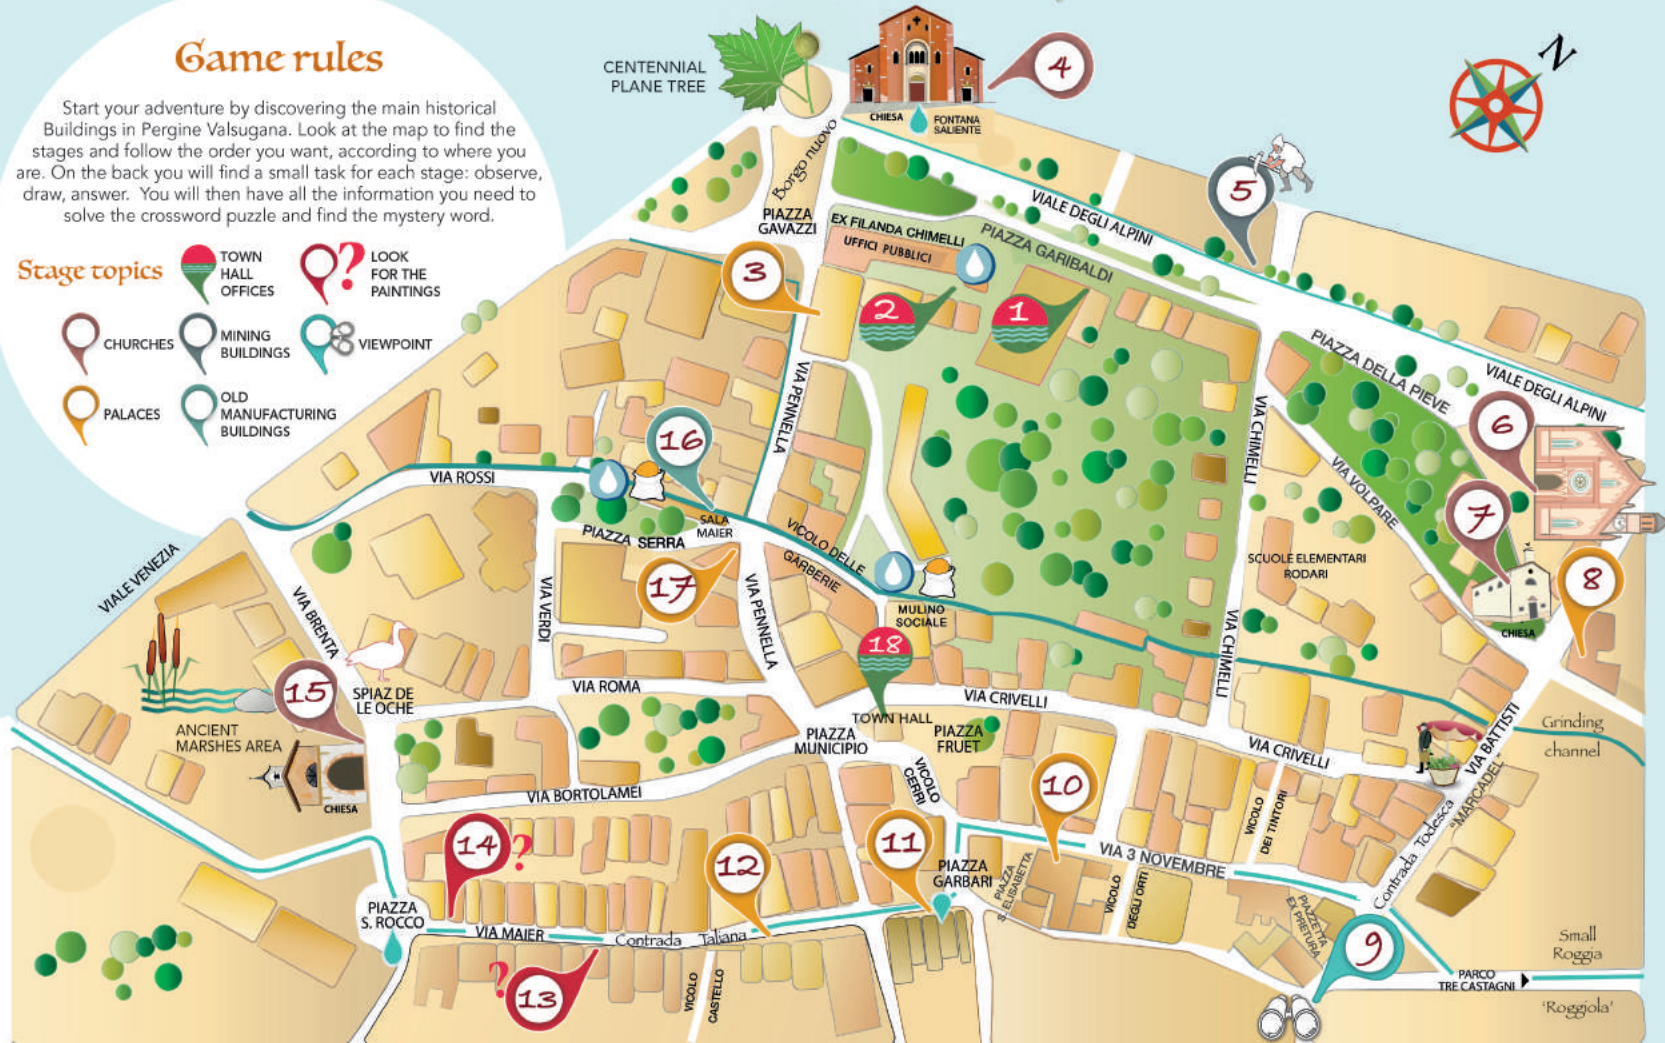 Game rules
Start your adventure by discovering the main historical
Buildings in Pergine Valsugana. Look at the map to find the
stages and follow the order you want, according to where you
are. On the back you will find a small task for each stage: observe,
draw, answer. You will then have all the information you need to
solve the crossword puzzle and find the mystery word.
Stage topics
TOWN
HALL
OFFICES
?
LOOK
FOR THE
PAINTINGS
CHURCHES
MINING
BUILDINGS
VIEWPOINT
PALACES
OLD
MANUFACTURING
BUILDINGS
CENTENNIAL
PLANE TREE
4
CHIESA
FONTANA
SALIENTE
N
Borgo nuovo
5
VIALE DEGLI ALPINI
PIAZZA
GAVAZZI
EX FILANDA CHIMELLI
UFFICI PUBBLICI
PIAZZA GARIBALDI
3
2
1
PIAZZA DELLA PIEVE
VIALE DEGLI ALPINI
VIA PENNELLA
VIA CHIMELLI
6
16
VIA ROSSI
VIA VOLPARE
7
SALA
MAIER
PIAZZA SERRA
VICOLO DELLE
GARBERIE
SCUOLE ELEMENTARI
RODARI
8
17
VIALE VENEZIA
VIA BRENTA
VIA VERDI
VIA PENNELLA
MULINO
SOCIALE
VIA CHIMELLI
CHIESA
18
15
SPIAZ DE
LE OCHE
VIA ROMA
VIA CRIVELLI
ANCIENT
MARSHES AREA
TOWN HALL
PIAZZA
MUNICIPIO
PIAZZA
FRUET
VIA CRIVELLI
VIA BATTISTI
"MARCADEL"
Grinding
channel
CHIESA
VIA BORTOLAMEI
VICOLO
CERRI
10
VICOLO
DEI TINTORI
Contrada Todesca
14
?
12
11
PIAZZA
GARBARI
PIAZZA
S. ELISABETTA
VIA 3 NOVEMBRE
VICOLO
DEGLI ORTI
PIAZZETTA
EX PRETURA
PIAZZA
S. ROCCO
VIA MAIER
Contrada Taliana
9
Small
Roggia
?
13
VICOLO
CASTELLO
PARCO
TRE CASTAGNI
'Roggiola'